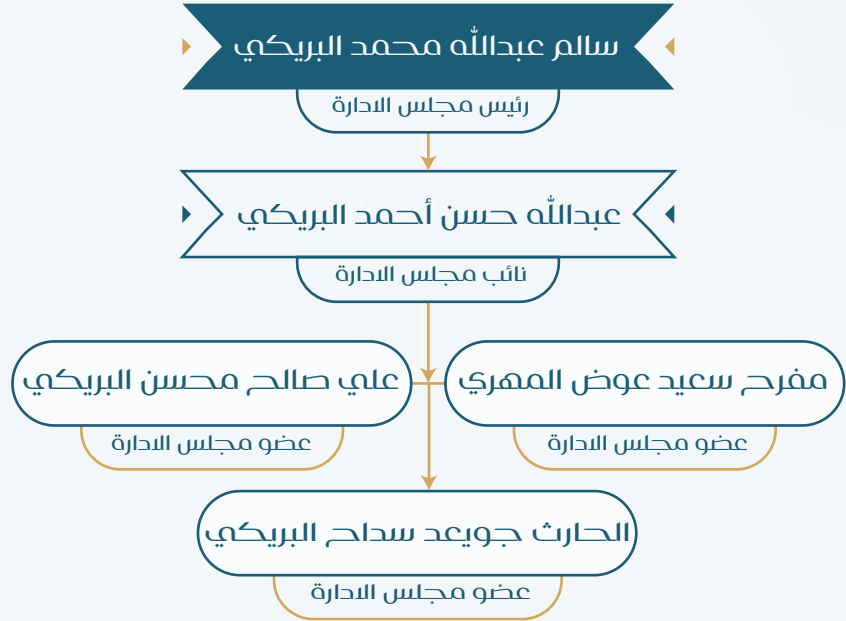 سالم عبدالله محمد البريكي
رئيس مجلس الادارة
عبدالله حسن أحمد البريكي
نائب مجلس الادارة
مفرح سعيد عوض المهري
علي صالح محسن البريكي
عضو مجلس الادارة
عضو مجلس الادارة
الحارث جويعد سداح البريكي
عضو مجلس الادارة